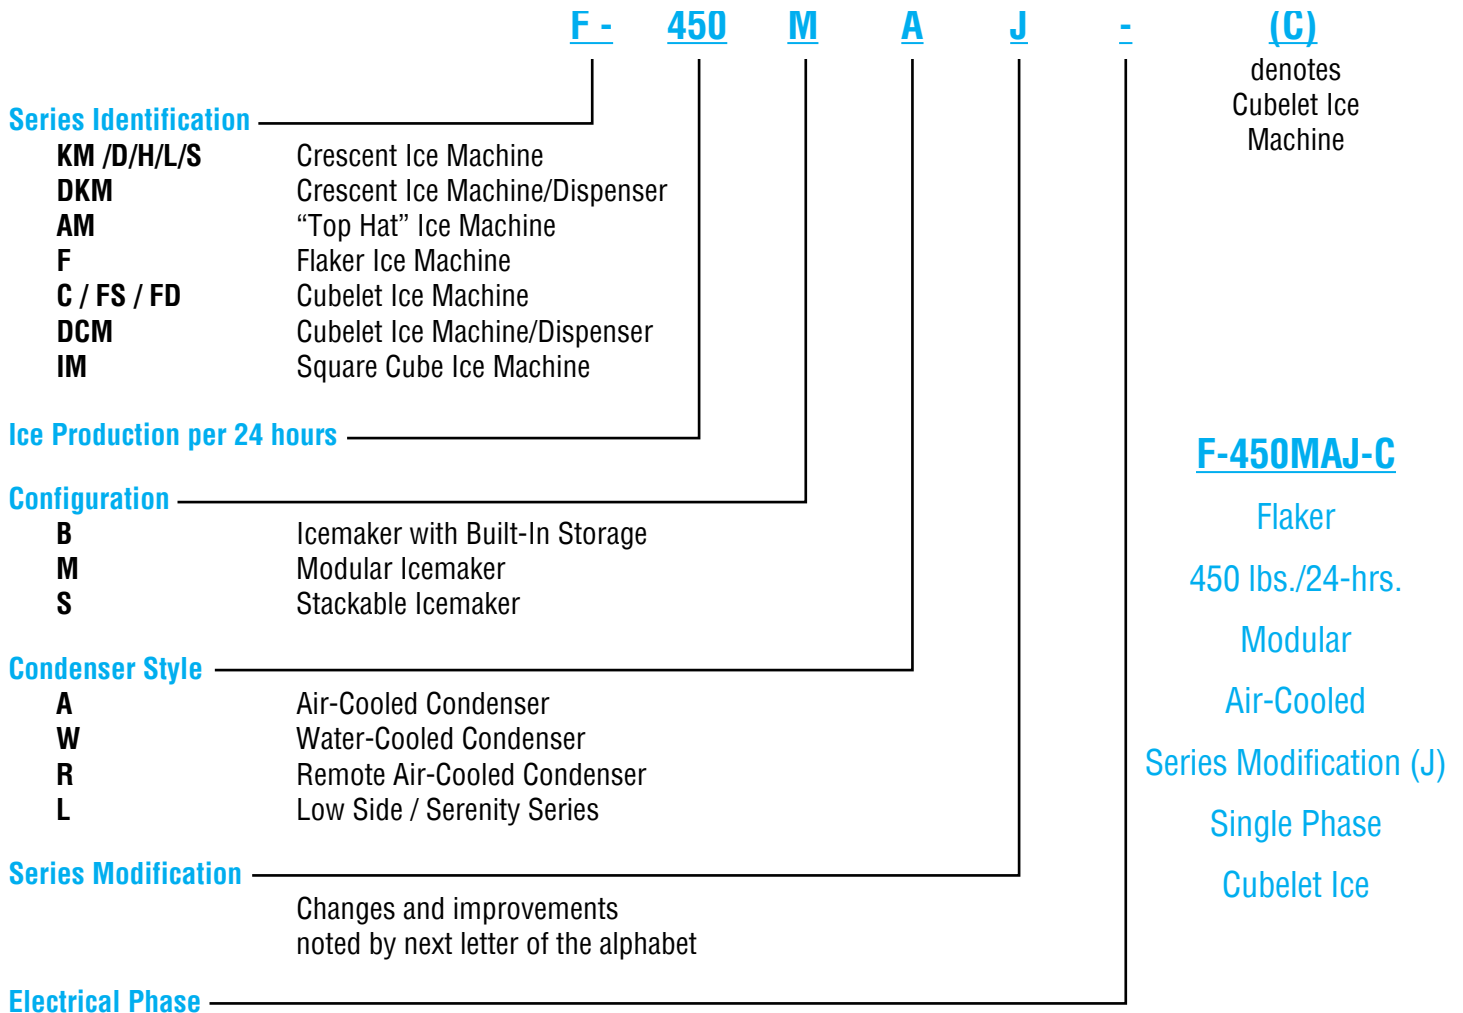 F - 450 M A J - (C)
denotes
Cubelet Ice
Machine
Series Identification
KM /D/H/L/S Crescent Ice Machine
DKM Crescent Ice Machine/Dispenser
AM “Top Hat” Ice Machine
F Flaker Ice Machine
C / FS / FD Cubelet Ice Machine
DCM Cubelet Ice Machine/Dispenser
IM Square Cube Ice Machine
Ice Production per 24 hours
Configuration
B Icemaker with Built-In Storage
M Modular Icemaker
S Stackable Icemaker
Condenser Style
A Air-Cooled Condenser
W Water-Cooled Condenser
R Remote Air-Cooled Condenser
L Low Side / Serenity Series
Series Modification
Changes and improvements
noted by next letter of the alphabet
Electrical Phase
F-450MAJ-C
Flaker
450 lbs./24-hrs.
Modular
Air-Cooled
Series Modification (J)
Single Phase
Cubelet Ice